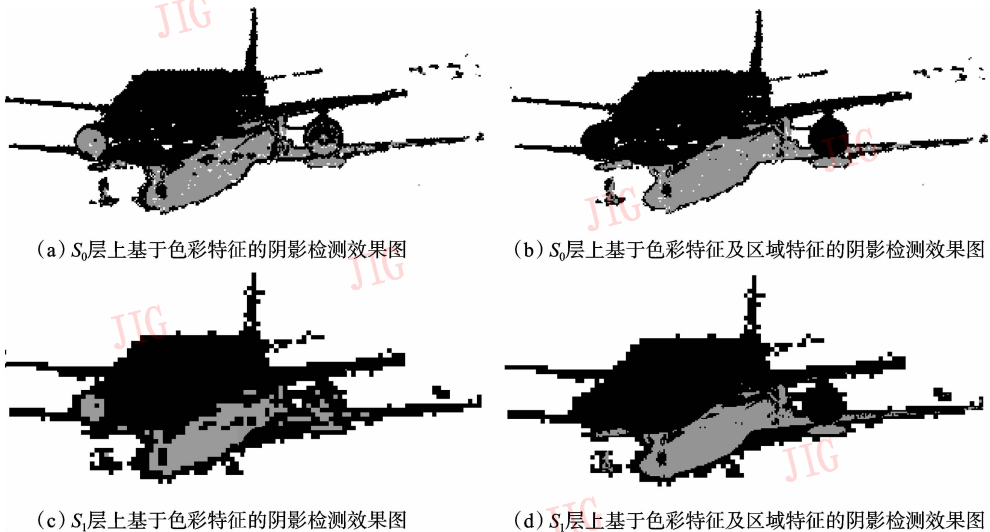 JIG
JIG
JIG
(a) S₀层上基于色彩特征的阴影检测效果图
(b) S₀层上基于色彩特征及区域特征的阴影检测效果图
JIG
JIG
JIG
(c) S₁层上基于色彩特征的阴影检测效果图
(d) S₁层上基于色彩特征及区域特征的阴影检测效果图
JIG